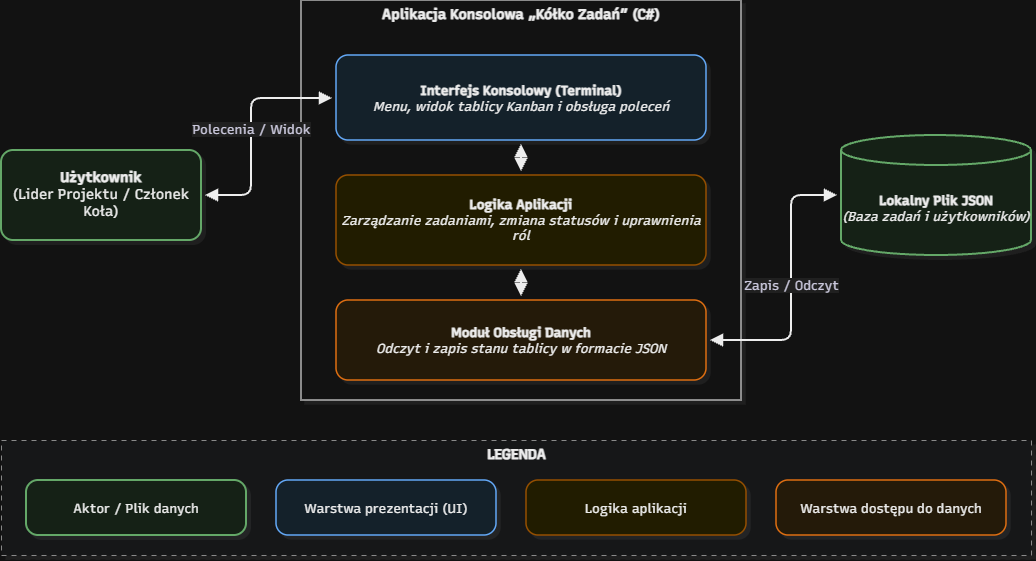 Aplikacja Konsolowa „Kółko Zadań” (C#)
Interfejs Konsolowy (Terminal)
Menu, widok tablicy Kanban i obsługa poleceń
Polecenia / Widok
Użytkownik
(Lider Projektu / Członek
Koła)
Logika Aplikacji
Zarządzanie zadaniami, zmiana statusów i uprawnienia
ról
Lokalny Plik JSON
(Baza zadań i użytkowników)
Zapis / Odczyt
Moduł Obsługi Danych
Odczyt i zapis stanu tablicy w formacie JSON
LEGENDA
Aktor / Plik danych
Warstwa prezentacji (UI)
Logika aplikacji
Warstwa dostępu do danych